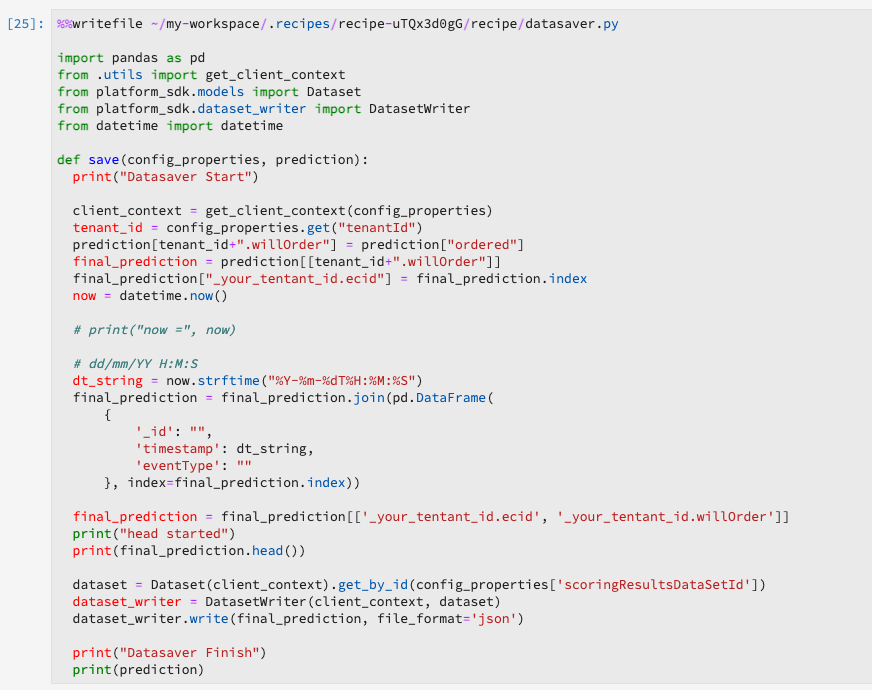 [25]: %%writefile ~/my-workspace/.recipes/recipe-uTQx3d0gG/recipe/datasaver.py
import pandas as pd
from .utils import get_client_context
from platform_sdk.models import Dataset
from platform_sdk.dataset_writer import DatasetWriter
from datetime import datetime
def save(config_properties, prediction):
print("Datasaver Start")
client_context = get_client_context(config_properties)
tenant_id = config_properties.get("tenantId")
prediction[tenant_id+".willOrder"] = prediction["ordered"]
final_prediction = prediction[[tenant_id+".willOrder"]]
final_prediction["_your_tentant_id.ecid"] = final_prediction.index
now = datetime.now()
# print("now =", now)
# dd/mm/YY H:M:S
dt_string = now.strftime("%Y-%m-%dT%H:%M:%S")
final_prediction = final_prediction.join(pd.DataFrame(
{
'_id': "",
'timestamp': dt_string,
'eventType': ""
}, index=final_prediction.index))
final_prediction = final_prediction[['_your_tentant_id.ecid', '_your_tentant_id.willOrder']]
print("head started")
print(final_prediction.head())
dataset = Dataset(client_context).get_by_id(config_properties['scoringResultsDataSetId'])
dataset_writer = DatasetWriter(client_context, dataset)
dataset_writer.write(final_prediction, file_format='json')
print("Datasaver Finish")
print(prediction)